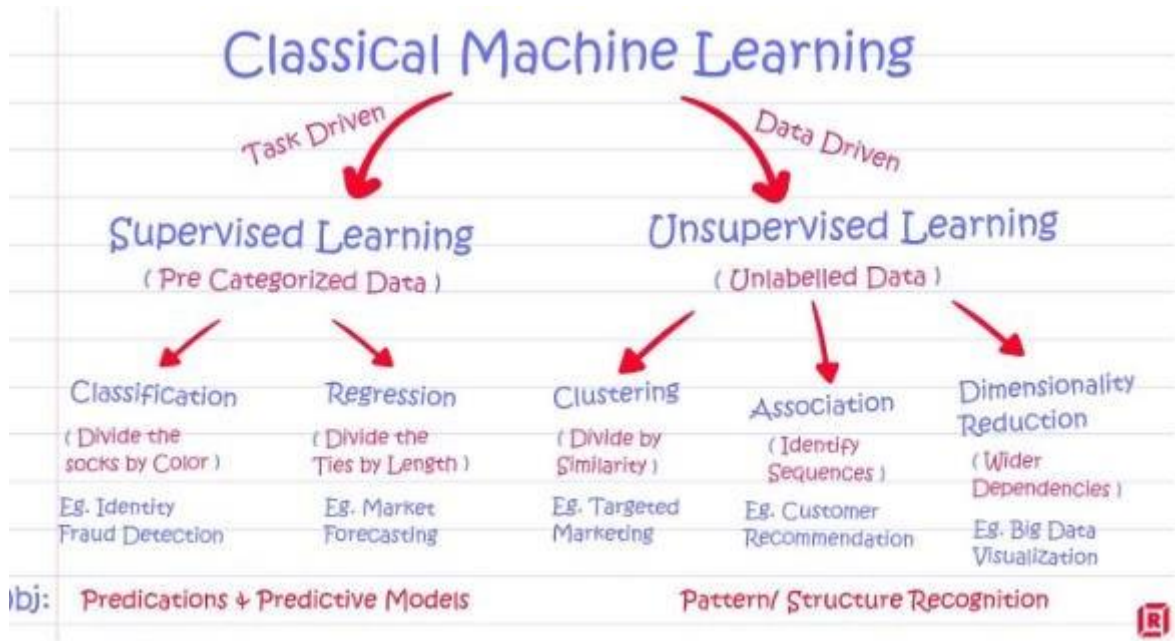 Classical Machine Learning
Task Driven
Data Driven
Supervised Learning
( Pre Categorized Data )
Unsupervised Learning
( Unlabelled Data )
Classification
( Divide the
socks by Color )
Eg. Identity
Fraud Detection
Regression
( Divide the
Ties by Length )
Eg. Market
Forecasting
Clustering
( Divide by
Similarity )
Eg. Targeted
Marketing
Association
( Identify
Sequences )
Eg. Customer
Recommendation
Dimensionality
Reduction
( Wider
Dependencies )
Eg. Big Data
Visualization
bj: Predications & Predictive Models
Pattern/ Structure Recognition
R